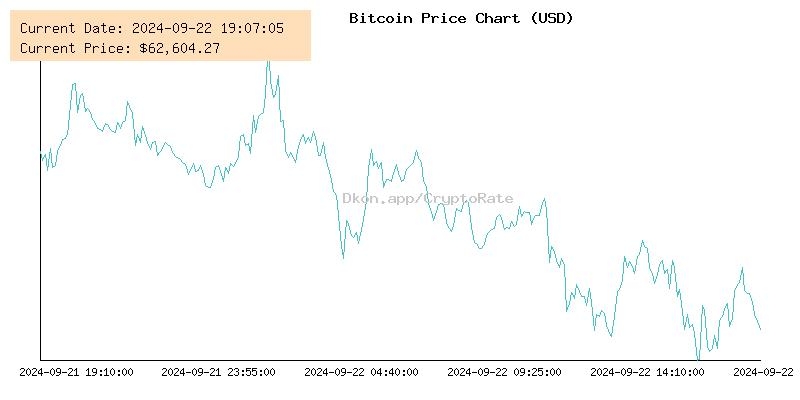 Bitcoin Price Chart (USD)
Current Date: 2024-09-22 19:07:05
Current Price: $62,604.27
Dkon.app/CryptoRate
2024-09-21 19:10:00 2024-09-21 23:55:00 2024-09-22 04:40:00 2024-09-22 09:25:00 2024-09-22 14:10:00 2024-09-22